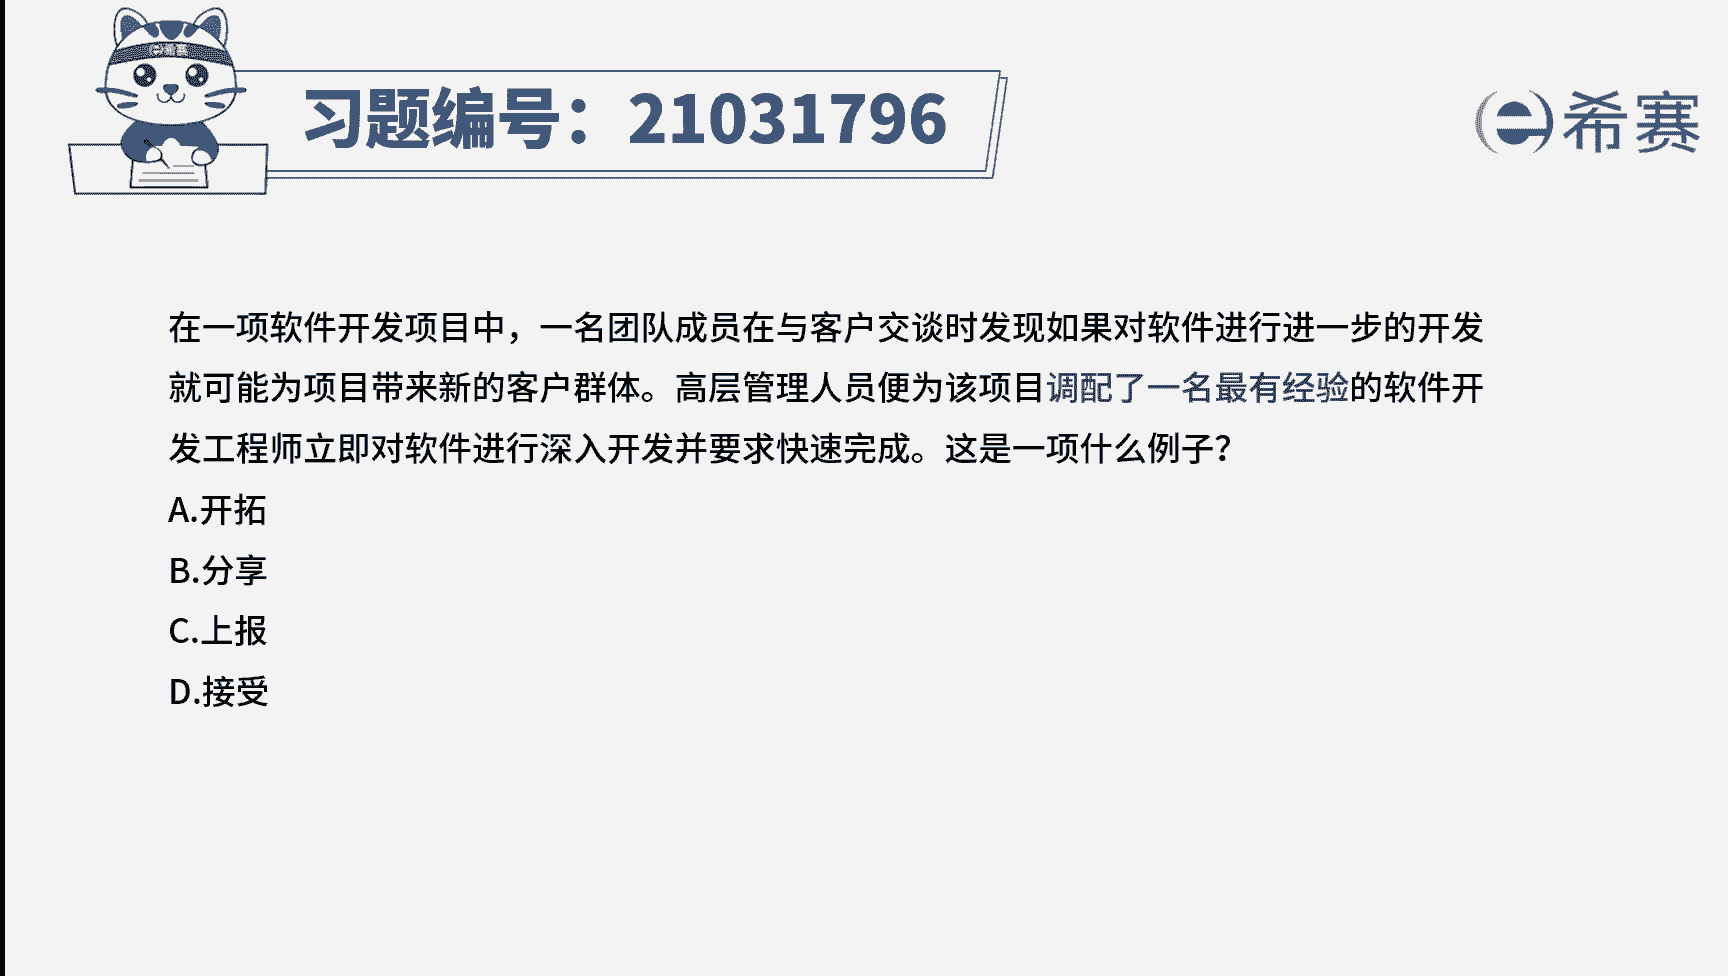 希赛
习题编号：21031796
希赛
在一项软件开发项目中，一名团队成员在与客户交谈时发现如果对软件进行进一步的开发
就可能为项目带来新的客户群体。高层管理人员便为该项目调配了一名最有经验的软件开
发工程师立即对软件进行深入开发并要求快速完成。这是一项什么例子？
A.开拓
B.分享
C.上报
D.接受